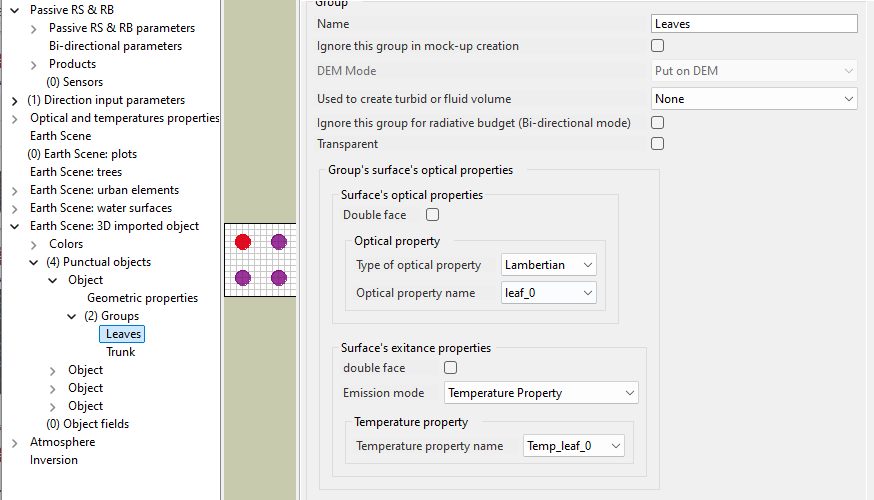 Passive RS & RB
Passive RS & RB parameters
Bi-directional parameters
Products
(0) Sensors
(1) Direction input parameters
Optical and temperatures properties
Earth Scene
(0) Earth Scene: plots
Earth Scene: trees
Earth Scene: urban elements
Earth Scene: water surfaces
Earth Scene: 3D imported object
Colors
(4) Punctual objects
Object
Geometric properties
(2) Groups
Leaves
Trunk
Object
Object
Object
(0) Object fields
Atmosphere
Inversion
Group
Name Leaves
Ignore this group in mock-up creation
DEM Mode Put on DEM
Used to create turbid or fluid volume None
Ignore this group for radiative budget (Bi-directional mode)
Transparent
Group's surface's optical properties
Surface's optical properties
Double face
Optical property
Type of optical property Lambertian
Optical property name leaf_0
Surface's exitance properties
double face
Emission mode Temperature Property
Temperature property
Temperature property name Temp_leaf_0